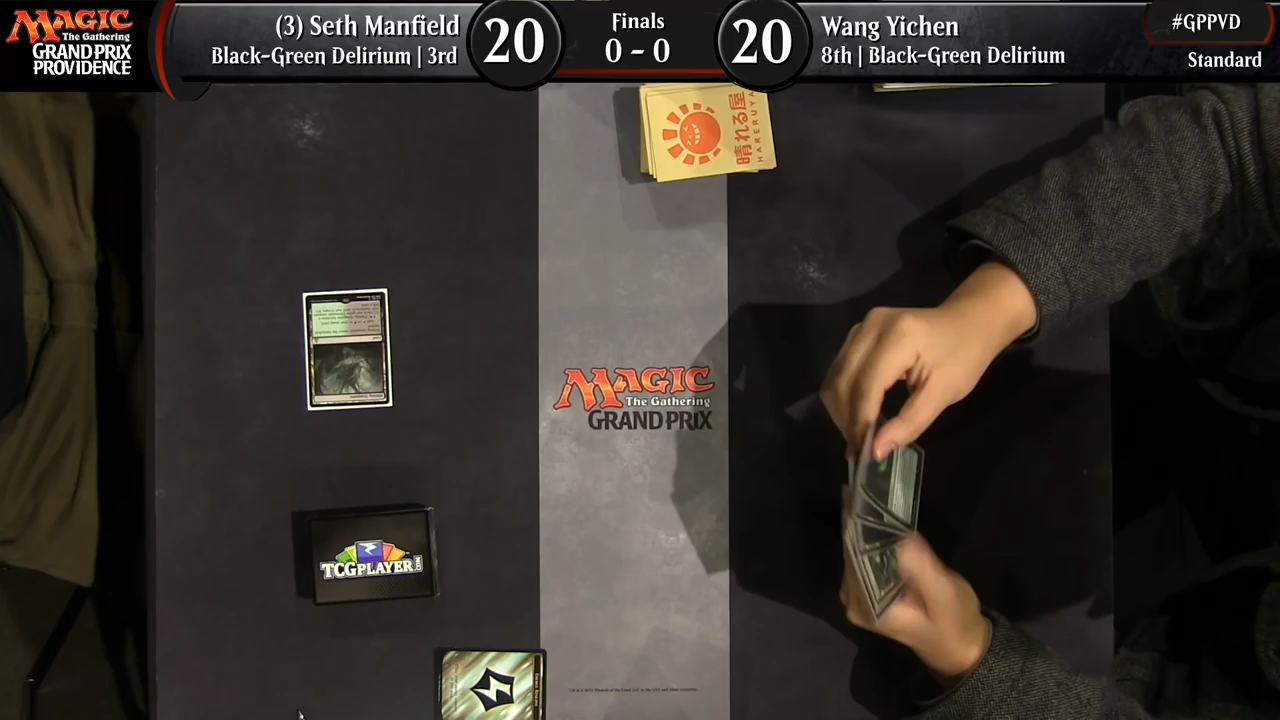 MAGIC
The Gathering
GRAND PRIX
PROVIDENCE
(3) Seth Manfield
Black-Green Delirium | 3rd
20
Finals
0 - 0
20
Wang Yichen
8th | Black-Green Delirium
#GPPVD
Standard
晴れる屋
HARERUYA
MAGIC
The Gathering
GRAND PRIX
TCGPLAYER.COM